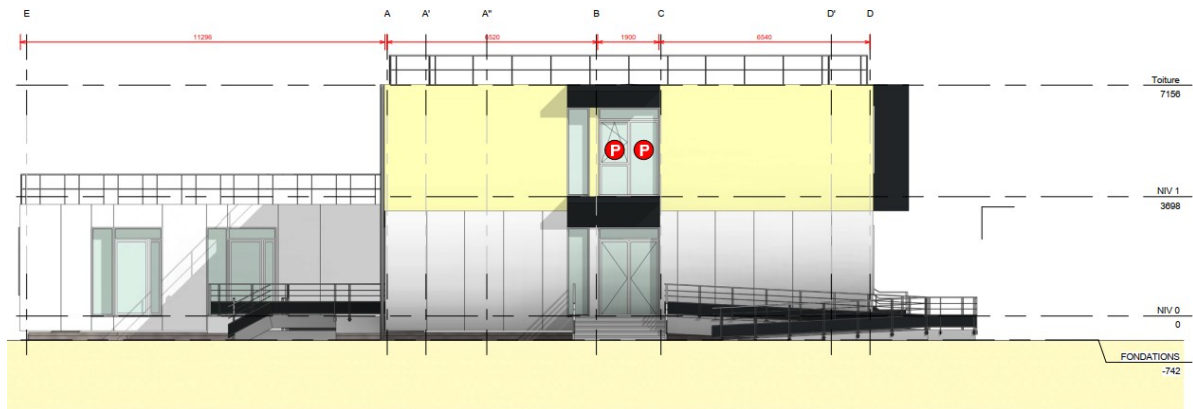 E A A' A" B C D' D
11296 6520 1900 6540
Toiture
7156
P P
NIV 1
3698
NIV 0
0
FONDATIONS
-742